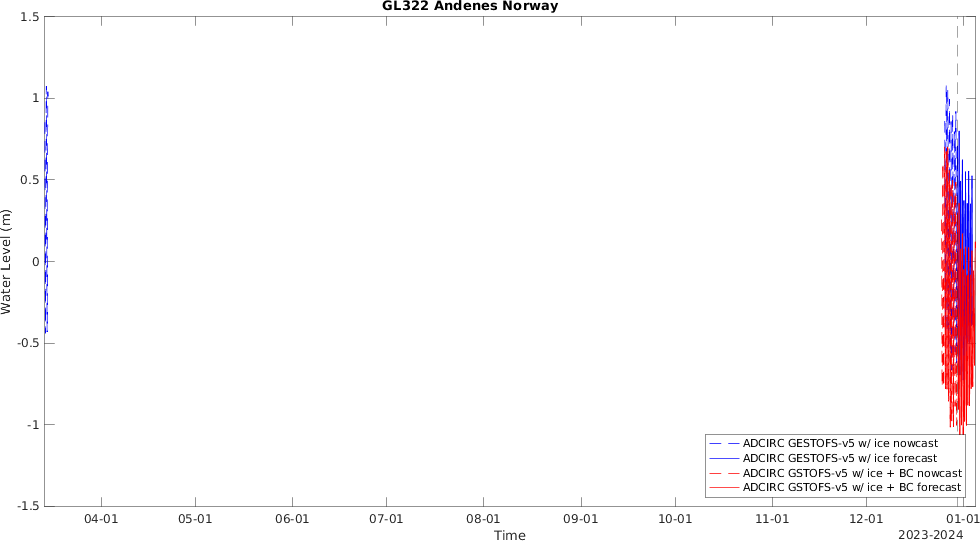 GL322 Andenes Norway
1.5
1
0.5
0
-0.5
-1
-1.5
Water Level (m)
ADCIRC GESTOFS-v5 w/ ice nowcast
ADCIRC GESTOFS-v5 w/ ice forecast
ADCIRC GSTOFS-v5 w/ ice + BC nowcast
ADCIRC GSTOFS-v5 w/ ice + BC forecast
04-01 05-01 06-01 07-01 08-01 09-01 10-01 11-01 12-01 01-01
Time
2023-2024